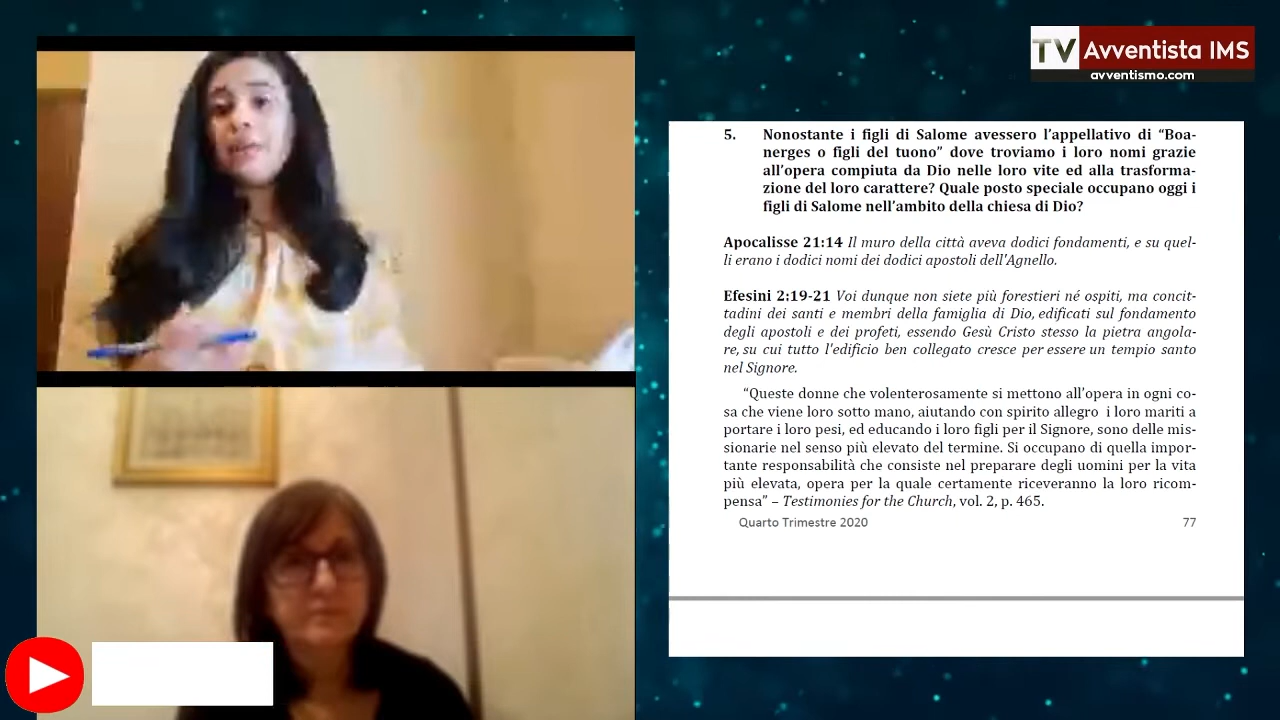 TV Avventista IMS
avventismo.com
5. Nonostante i figli di Salome avessero l'appellativo di “Boa-
nerges o figli del tuono” dove troviamo i loro nomi grazie
all'opera compiuta da Dio nelle loro vite ed alla trasforma-
zione del loro carattere? Quale posto speciale occupano oggi i
figli di Salome nell'ambito della chiesa di Dio?
Apocalisse 21:14 Il muro della città aveva dodici fondamenti, e su quel-
li erano i dodici nomi dei dodici apostoli dell'Agnello.
Efesini 2:19-21 Voi dunque non siete più forestieri né ospiti, ma concit-
tadini dei santi e membri della famiglia di Dio, edificati sul fondamento
degli apostoli e dei profeti, essendo Gesù Cristo stesso la pietra angola-
re, su cui tutto l'edificio ben collegato cresce per essere un tempio santo
nel Signore.
“Queste donne che volenterosamente si mettono all'opera in ogni co-
sa che viene loro sotto mano, aiutando con spirito allegro i loro mariti a
portare i loro pesi, ed educando i loro figli per il Signore, sono delle mis-
sionarie nel senso più elevato del termine. Si occupano di quella impor-
tante responsabilità che consiste nel preparare degli uomini per la vita
più elevata, opera per la quale certamente riceveranno la loro ricom-
pensa” – Testimonies for the Church, vol. 2, p. 465.
Quarto Trimestre 2020 77